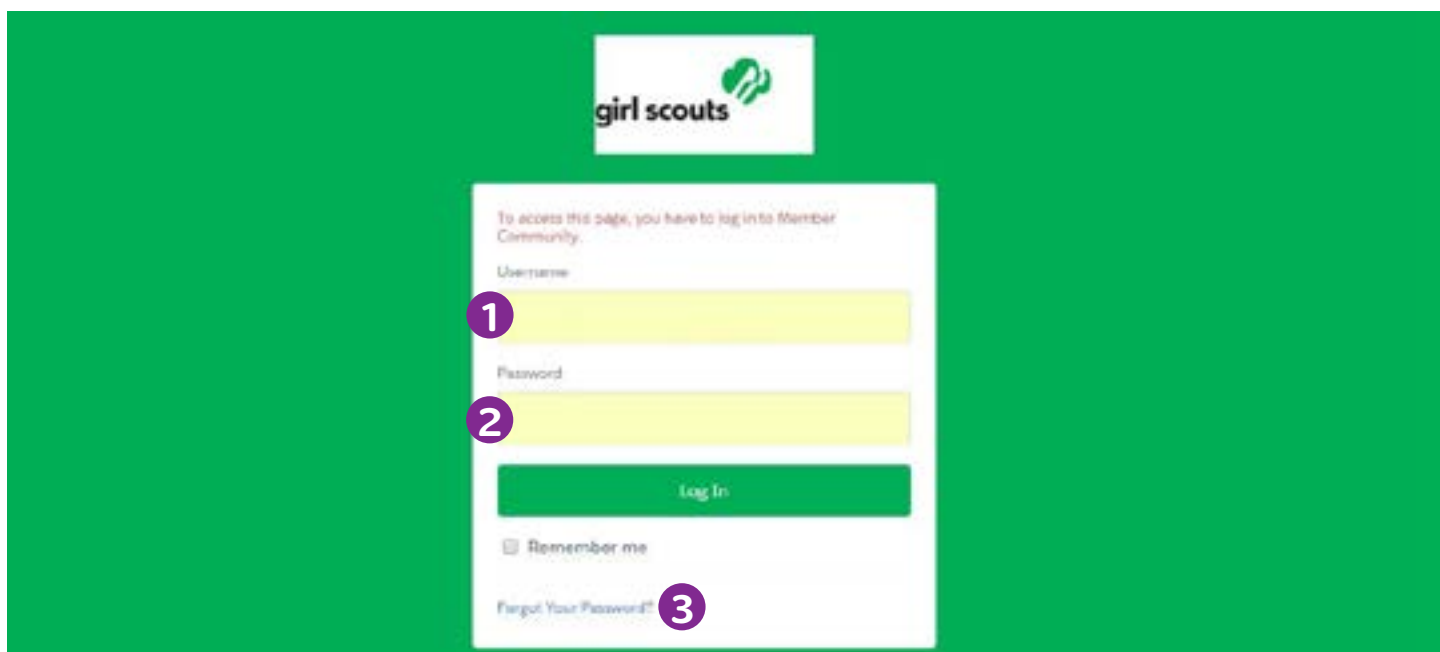 girl scouts
To access this page, you have to log in to Member
Community.
Username
1
Password
2
Log In
Remember me
Forgot Your Password?
3